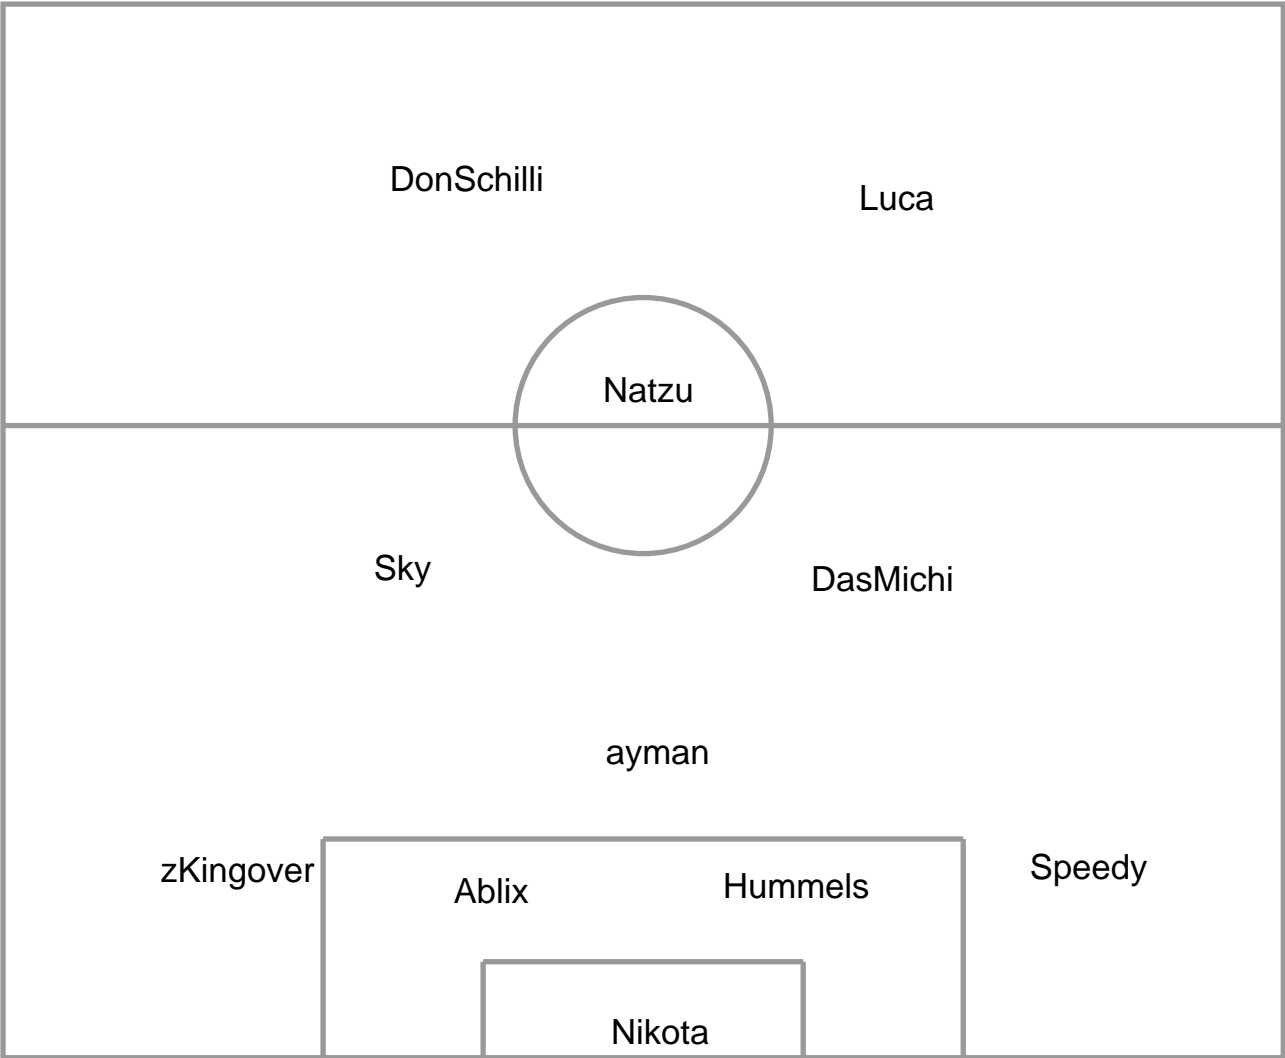 DonSchilli
Luca
Natzu
Sky
DasMichi
ayman
zKingover
Speedy
Ablix
Hummels
Nikota